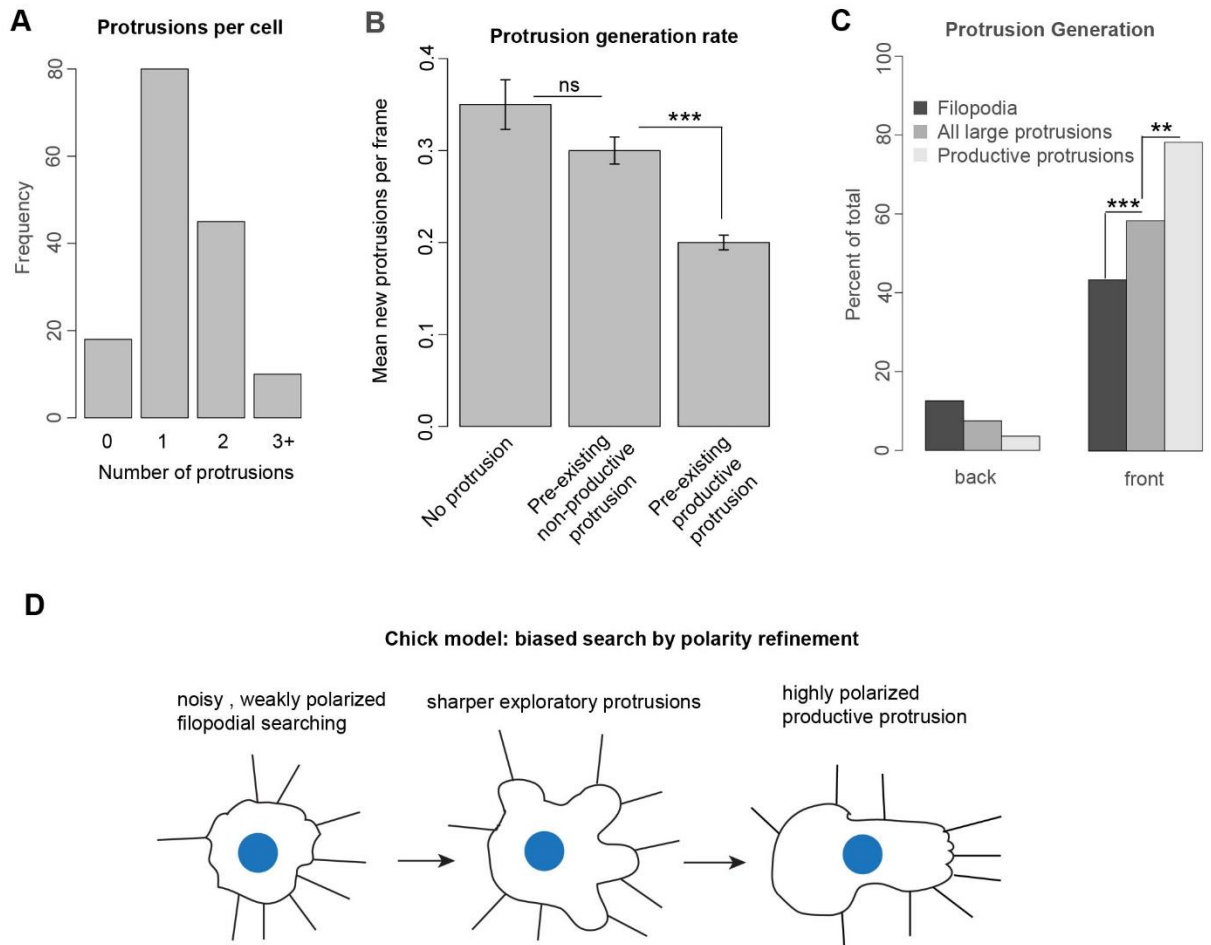 A
Protrusions per cell
80
60
40
20
0
Frequency
0 1 2 3+
Number of protrusions
B
Protrusion generation rate
0.4
0.3
0.2
0.1
0.0
Mean new protrusions per frame
ns
***
No protrusion
Pre-existing
non-productive
protrusion
Pre-existing
productive
protrusion
C
Protrusion Generation
100
80
60
40
20
0
Percent of total
Filopodia
All large protrusions
Productive protrusions
**
***
back front
D
Chick model: biased search by polarity refinement
noisy , weakly polarized
filopodial searching
sharper exploratory protrusions
highly polarized
productive protrusion